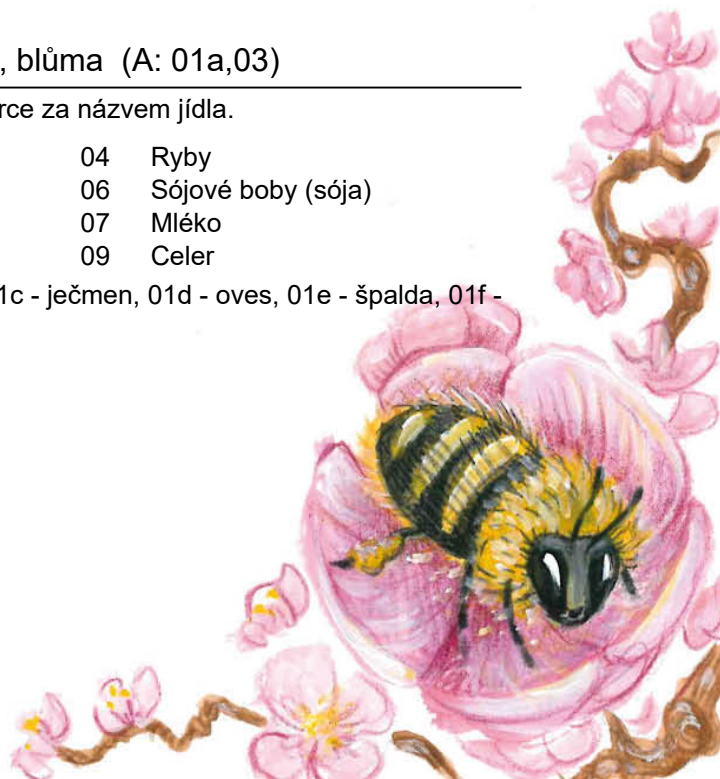 , blůma (A: 01a,03)
rce za názvem jídla.
04 Ryby
06 Sójové boby (sója)
07 Mléko
09 Celer
1c - ječmen, 01d - oves, 01e - špalda, 01f -